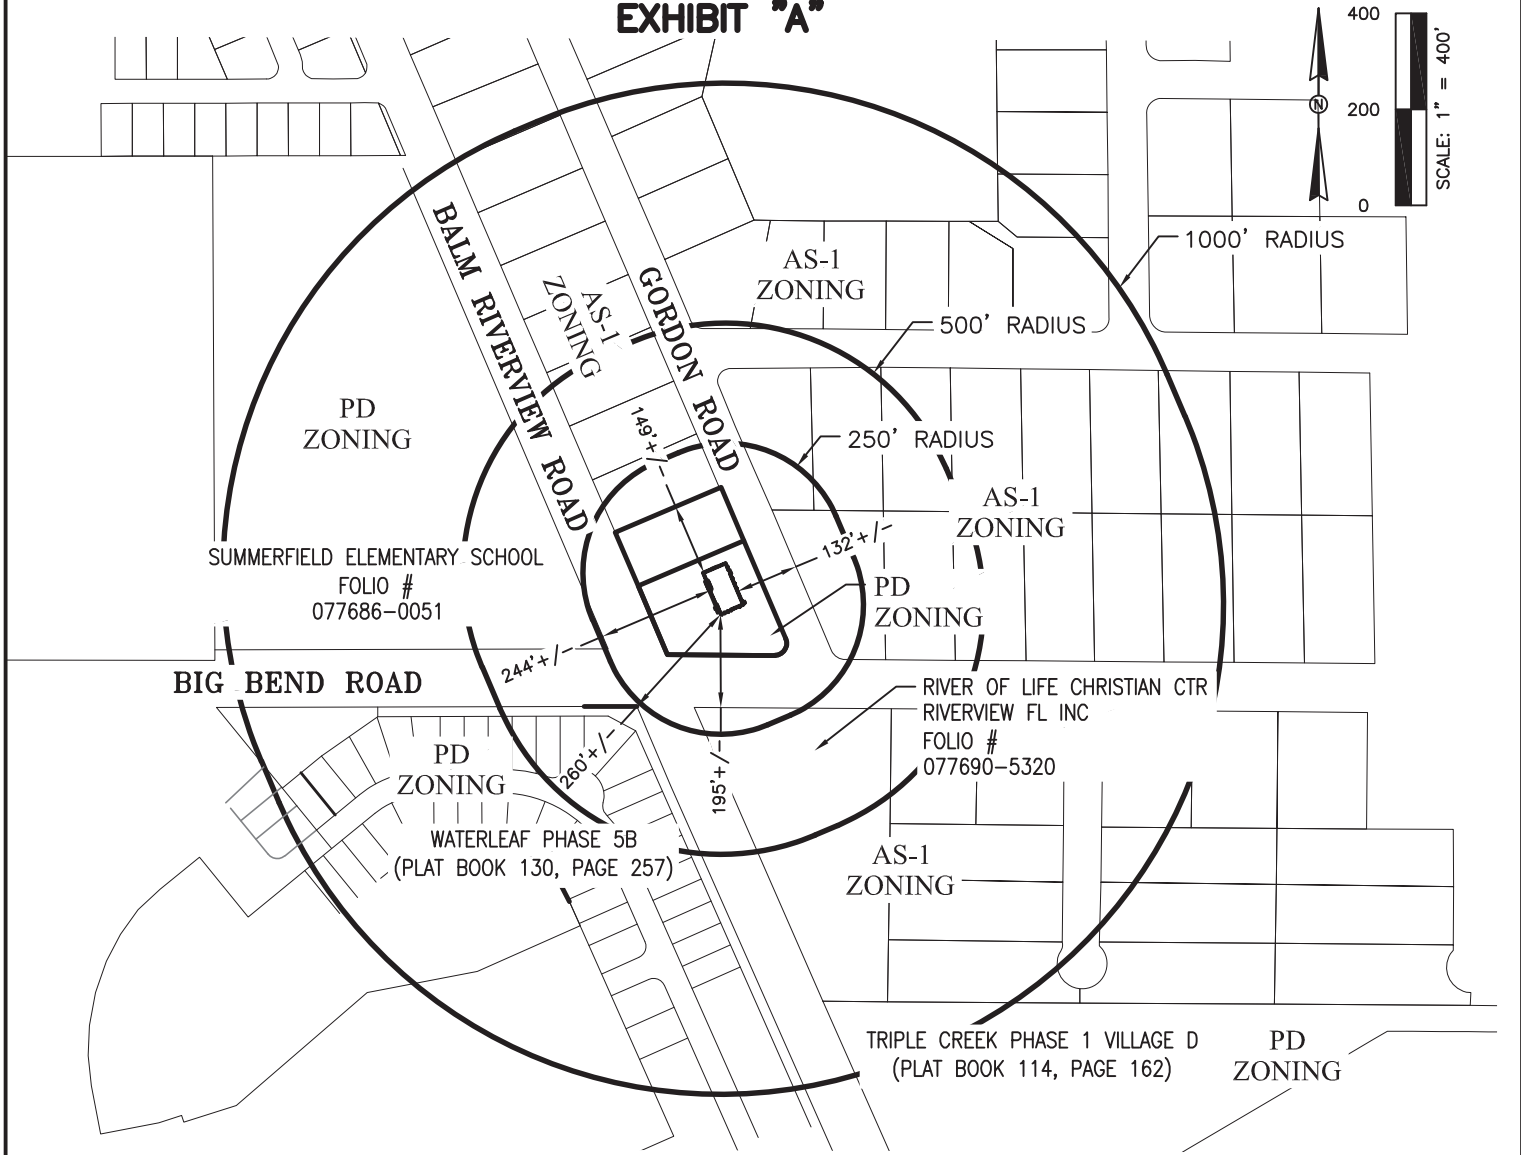 EXHIBIT "A"
400
200
0
SCALE: 1" = 400'
N
1000' RADIUS
500' RADIUS
250' RADIUS
BALM RIVERVIEW ROAD
GORDON ROAD
AS-1
ZONING
AS-1
ZONING
PD
ZONING
149'+/-
AS-1
ZONING
132'+/-
SUMMERFIELD ELEMENTARY SCHOOL
FOLIO #
077686-0051
PD
ZONING
244'+/-
BIG BEND ROAD
RIVER OF LIFE CHRISTIAN CTR
RIVERVIEW FL INC
FOLIO #
077690-5320
PD
ZONING
260'+/-
195'+/-
WATERLEAF PHASE 5B
(PLAT BOOK 130, PAGE 257)
AS-1
ZONING
TRIPLE CREEK PHASE 1 VILLAGE D
(PLAT BOOK 114, PAGE 162)
PD
ZONING